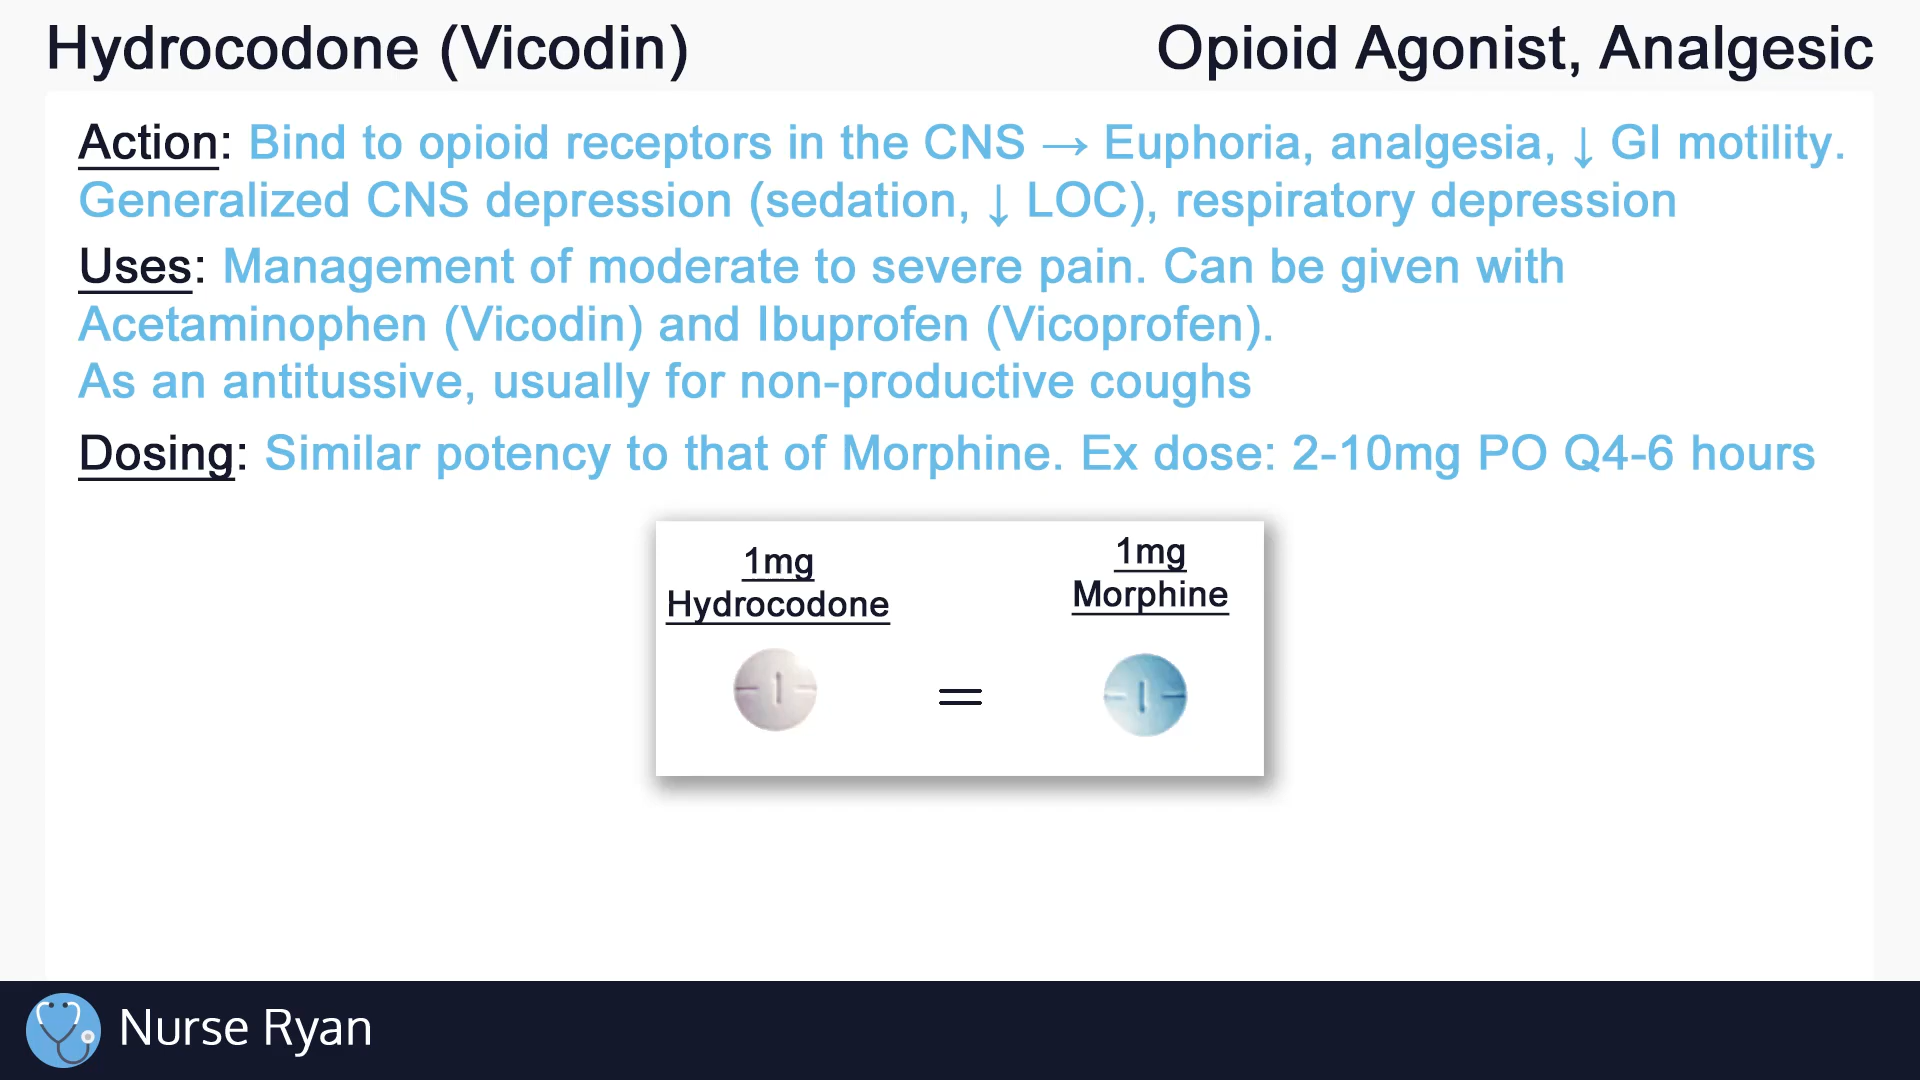 Hydrocodone (Vicodin)
Opioid Agonist, Analgesic
Action: Bind to opioid receptors in the CNS → Euphoria, analgesia, ↓ GI motility.
Generalized CNS depression (sedation, ↓ LOC), respiratory depression
Uses: Management of moderate to severe pain. Can be given with
Acetaminophen (Vicodin) and Ibuprofen (Vicoprofen).
As an antitussive, usually for non-productive coughs
Dosing: Similar potency to that of Morphine. Ex dose: 2-10mg PO Q4-6 hours
1mg
Hydrocodone
1mg
Morphine
=
Nurse Ryan